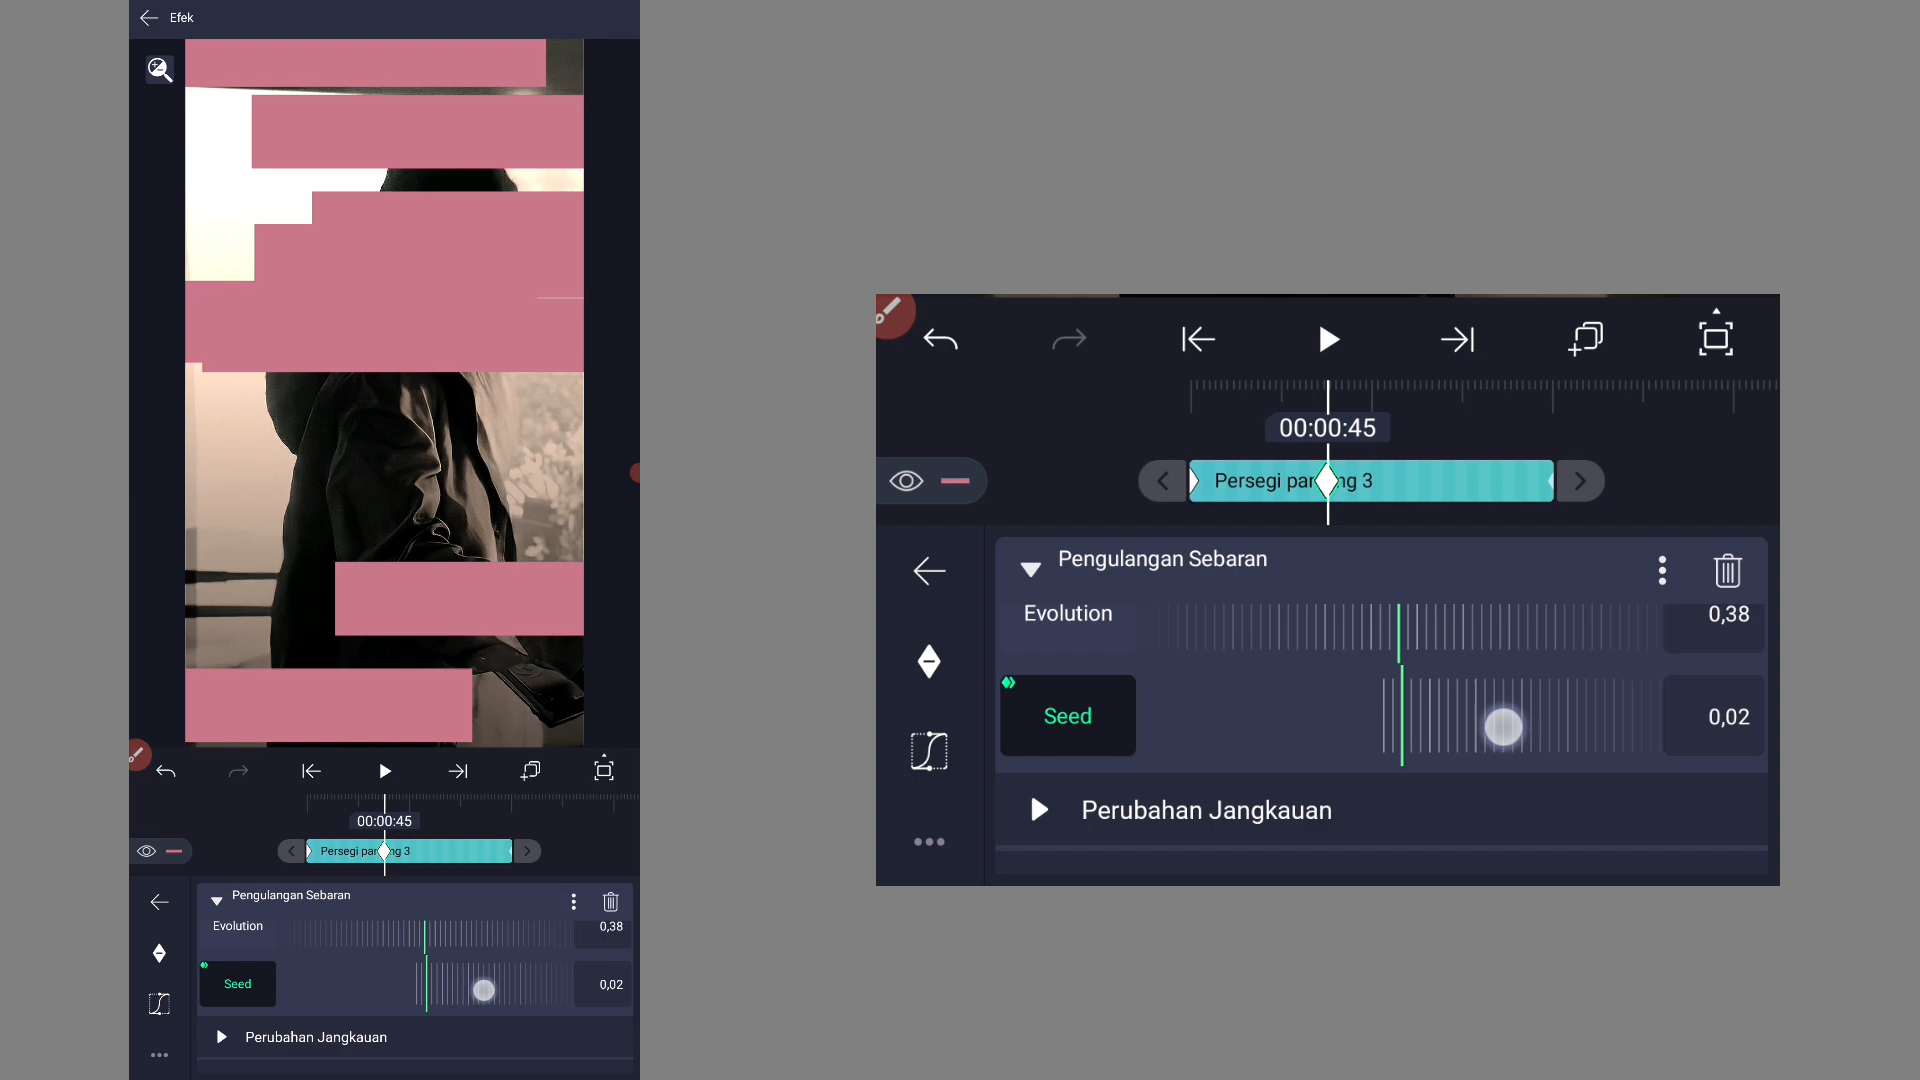 Efek
00:00:45
Persegi par ng 3
Pengulangan Sebaran
Evolution
0,38
Seed
0,02
Perubahan Jangkauan
00:00:45
Persegi par ng 3
Pengulangan Sebaran
Evolution
0,38
Seed
0,02
Perubahan Jangkauan